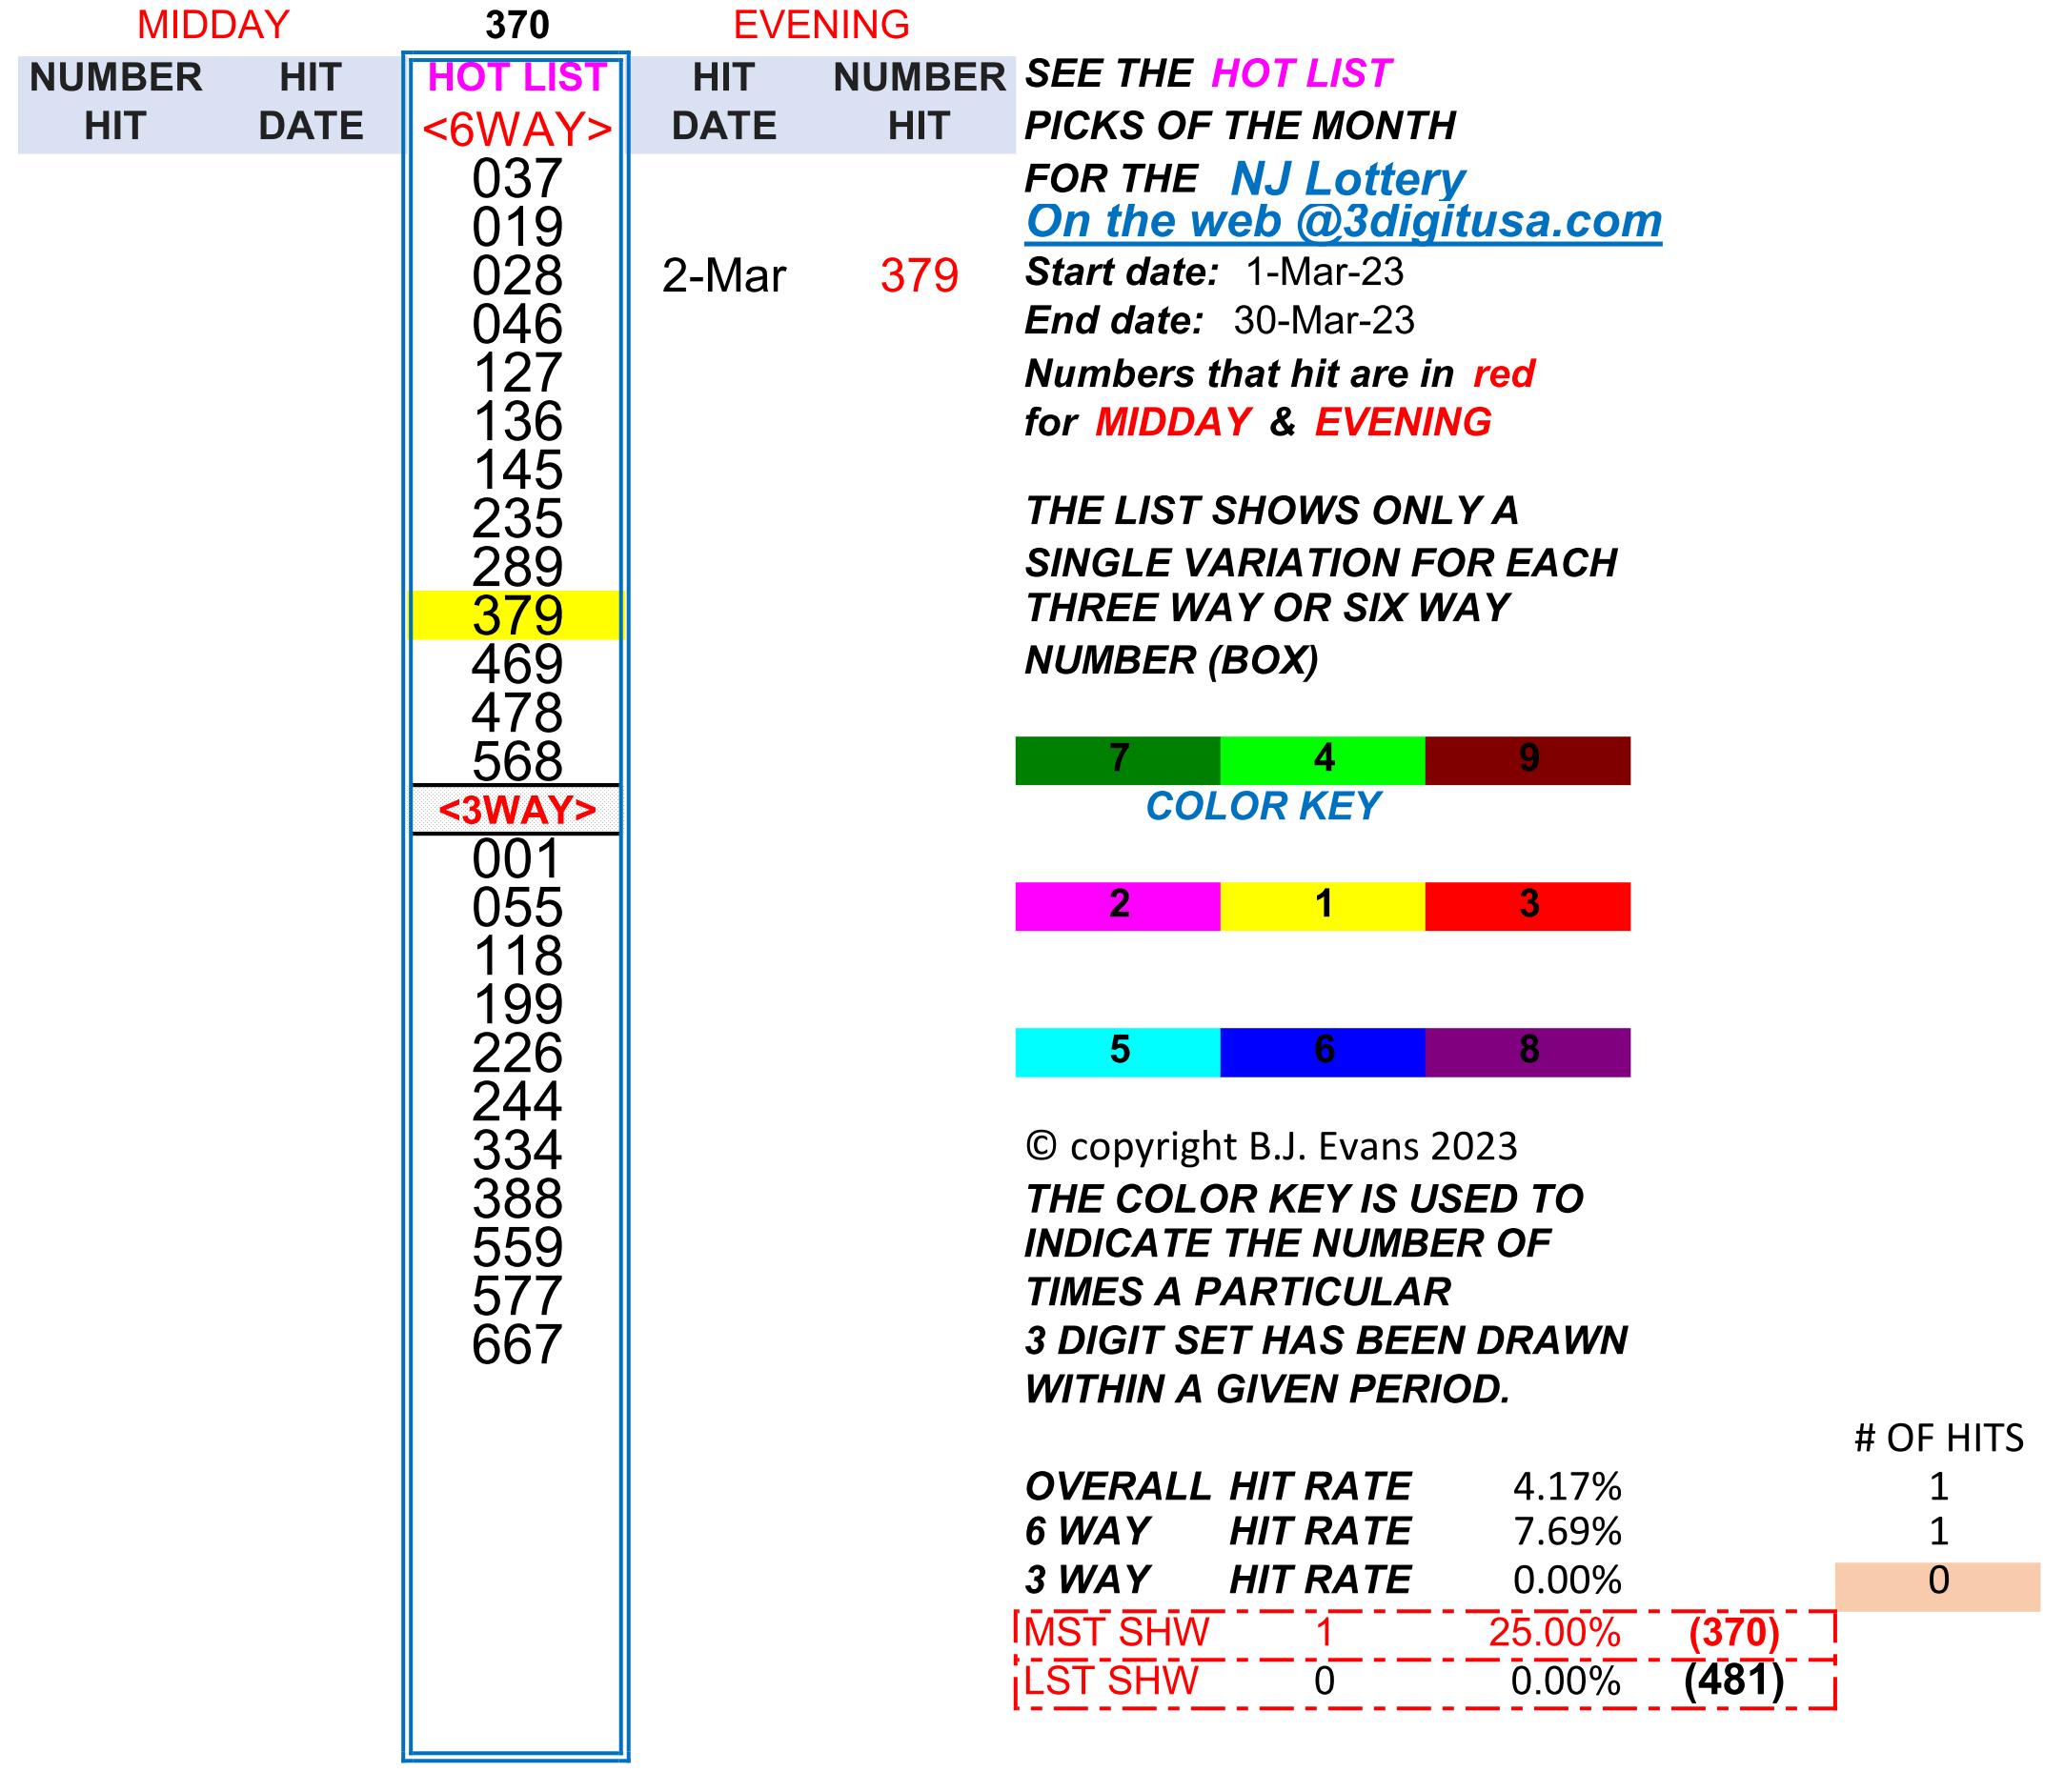 MIDDAY 370 EVENING
NUMBER HIT HOT LIST HIT NUMBER
HIT DATE <6WAY> DATE HIT
037
019
028 2-Mar 379
046
127
136
145
235
289
379
469
478
568
<3WAY>
001
055
118
199
226
244
334
388
559
577
667
SEE THE HOT LIST
PICKS OF THE MONTH
FOR THE NJ Lottery
On the web @3digitusa.com
Start date: 1-Mar-23
End date: 30-Mar-23
Numbers that hit are in red
for MIDDAY & EVENING
THE LIST SHOWS ONLY A
SINGLE VARIATION FOR EACH
THREE WAY OR SIX WAY
NUMBER (BOX)
7 4 9
COLOR KEY
2 1 3
5 6 8
© copyright B.J. Evans 2023
THE COLOR KEY IS USED TO
INDICATE THE NUMBER OF
TIMES A PARTICULAR
3 DIGIT SET HAS BEEN DRAWN
WITHIN A GIVEN PERIOD.
# OF HITS
OVERALL HIT RATE 4.17% 1
6 WAY HIT RATE 7.69% 1
3 WAY HIT RATE 0.00% 0
MST SHW 1 25.00% (370)
LST SHW 0 0.00% (481)